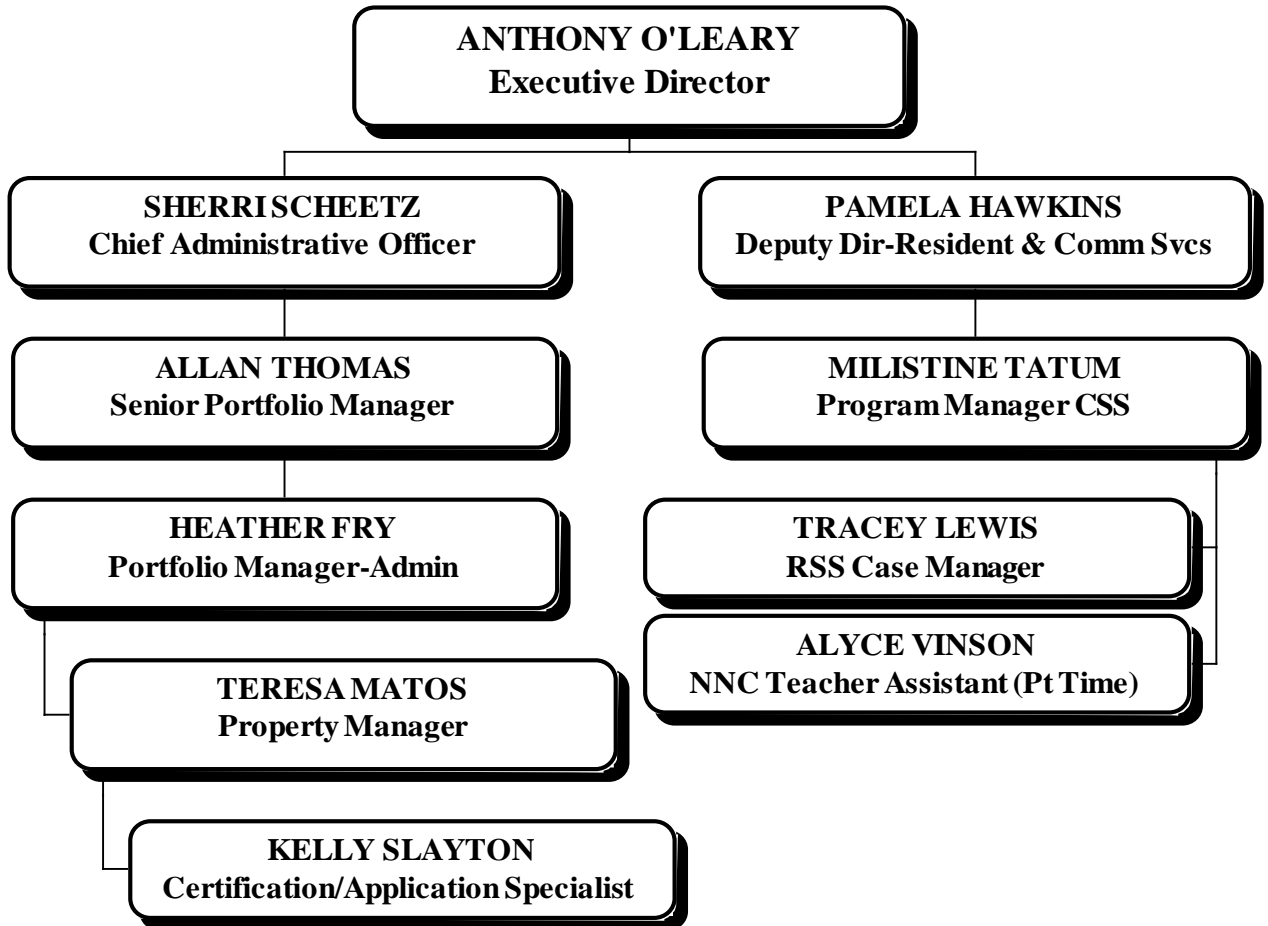 ANTHONY O'LEARY
Executive Director
SHERRI SCHEETZ
Chief Administrative Officer
PAMELA HAWKINS
Deputy Dir-Resident & Comm Svcs
ALLAN THOMAS
Senior Portfolio Manager
MILISTINE TATUM
Program Manager CSS
HEATHER FRY
Portfolio Manager-Admin
TRACEY LEWIS
RSS Case Manager
ALYCE VINSON
NNC Teacher Assistant (Pt Time)
TERESA MATOS
Property Manager
KELLY SLAYTON
Certification/Application Specialist